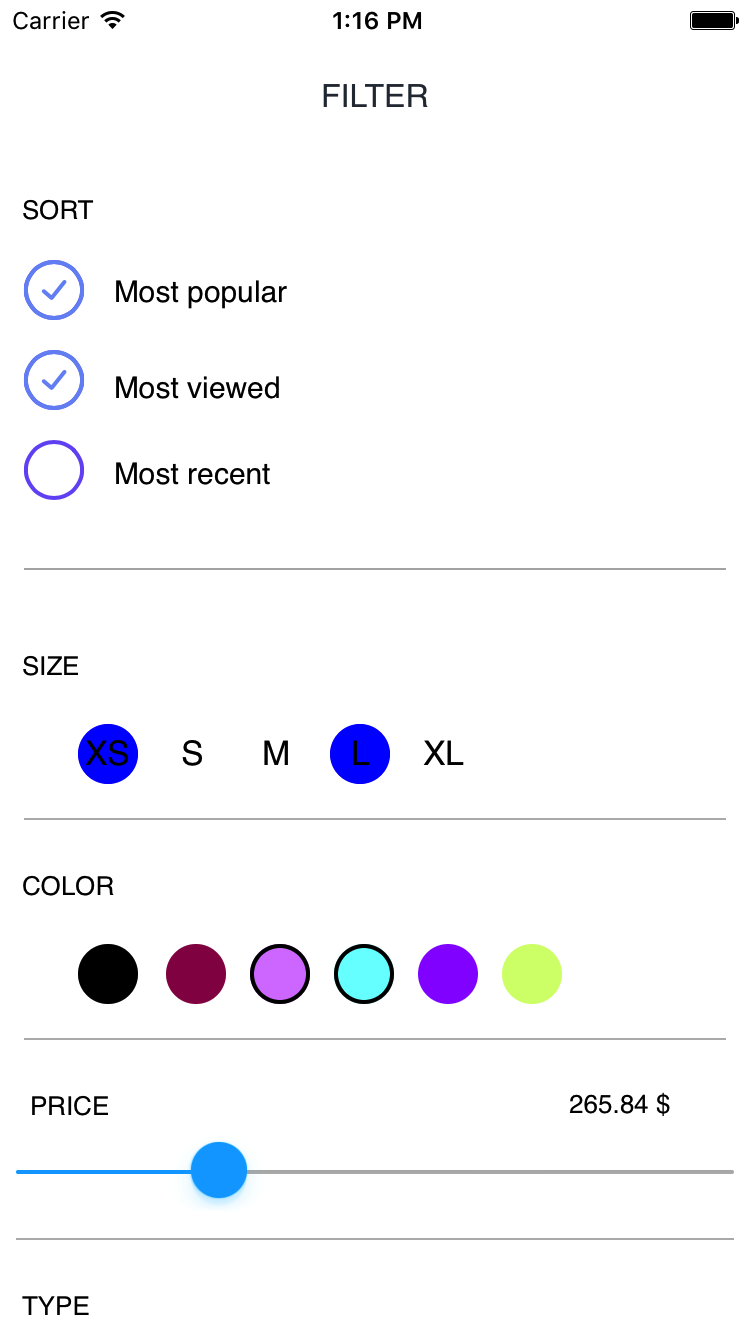 Carrier 1:16 PM
FILTER
SORT
Most popular
Most viewed
Most recent
SIZE
XS S M L XL
COLOR
PRICE 265.84 $
TYPE